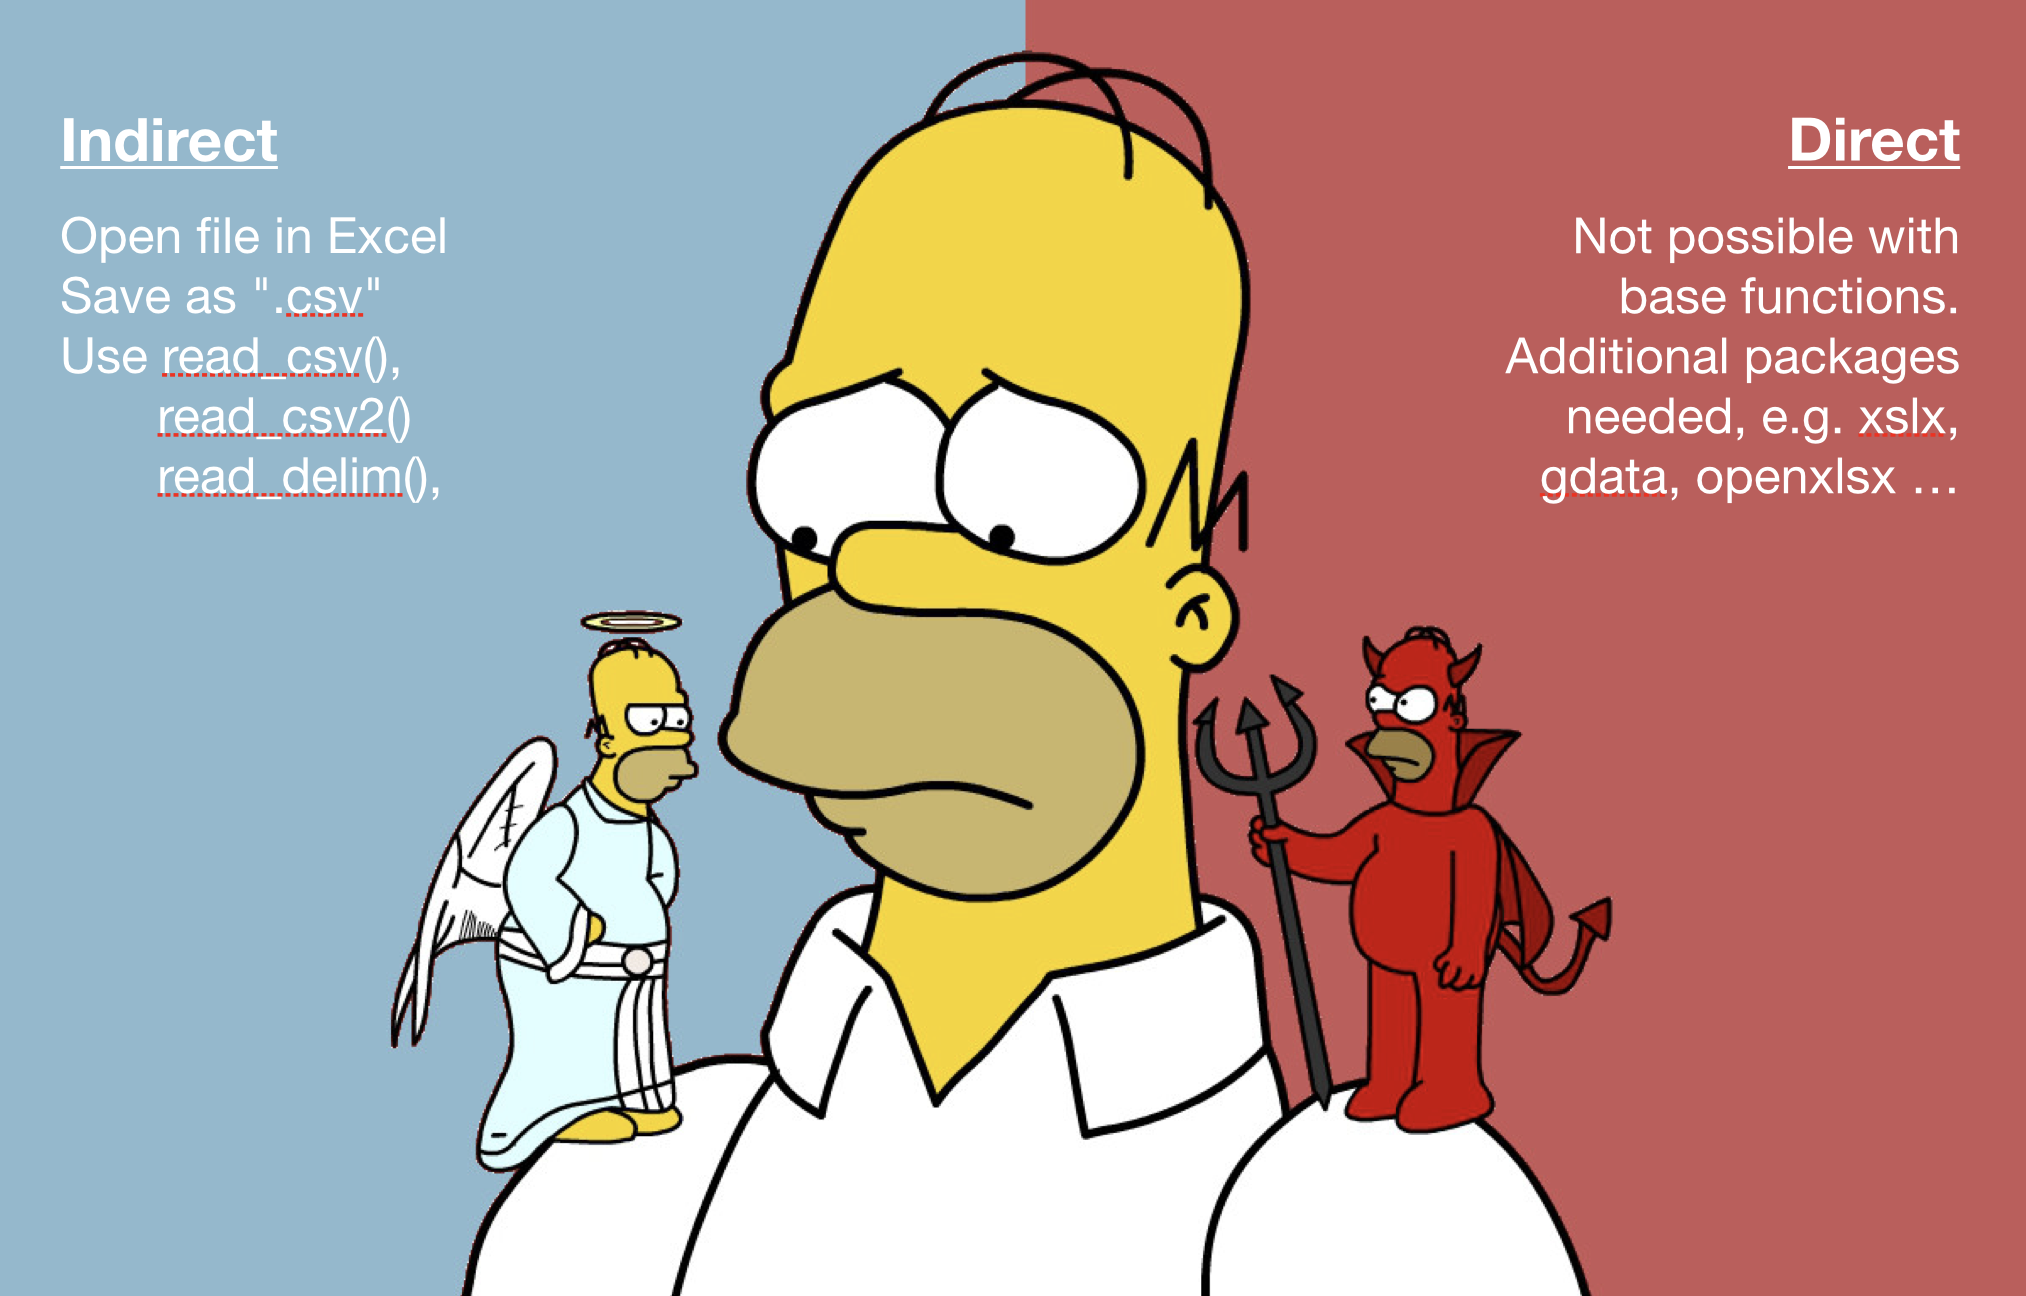 Indirect
Open file in Excel
Save as ".csv"
Use read_csv(),
read_csv2()
read_delim(),
Direct
Not possible with
base functions.
Additional packages
needed, e.g. xslx,
gdata, openxlsx …